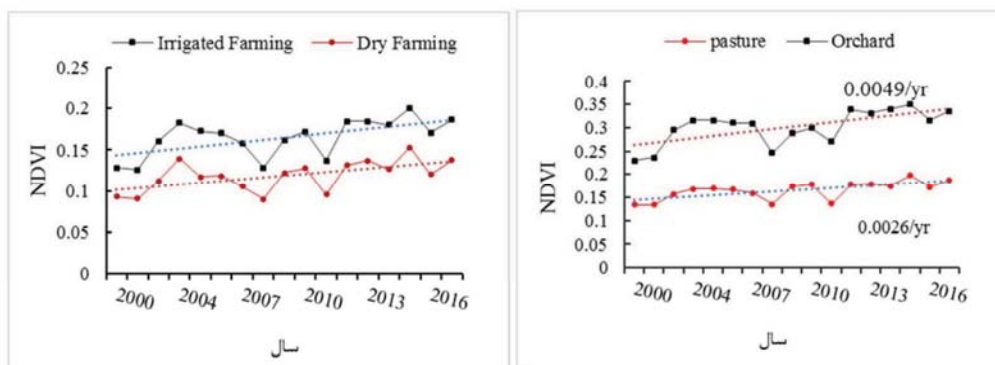 Irrigated Farming Dry Farming
0.25
0.2
0.15
0.1
0.05
0
NDVI
2000 2004 2007 2010 2013 2016
سال
pasture Orchard
0.4
0.35
0.3
0.25
0.2
0.15
0.1
0.05
0
NDVI
0.0049/yr
0.0026/yr
2000 2004 2007 2010 2013 2016
سال